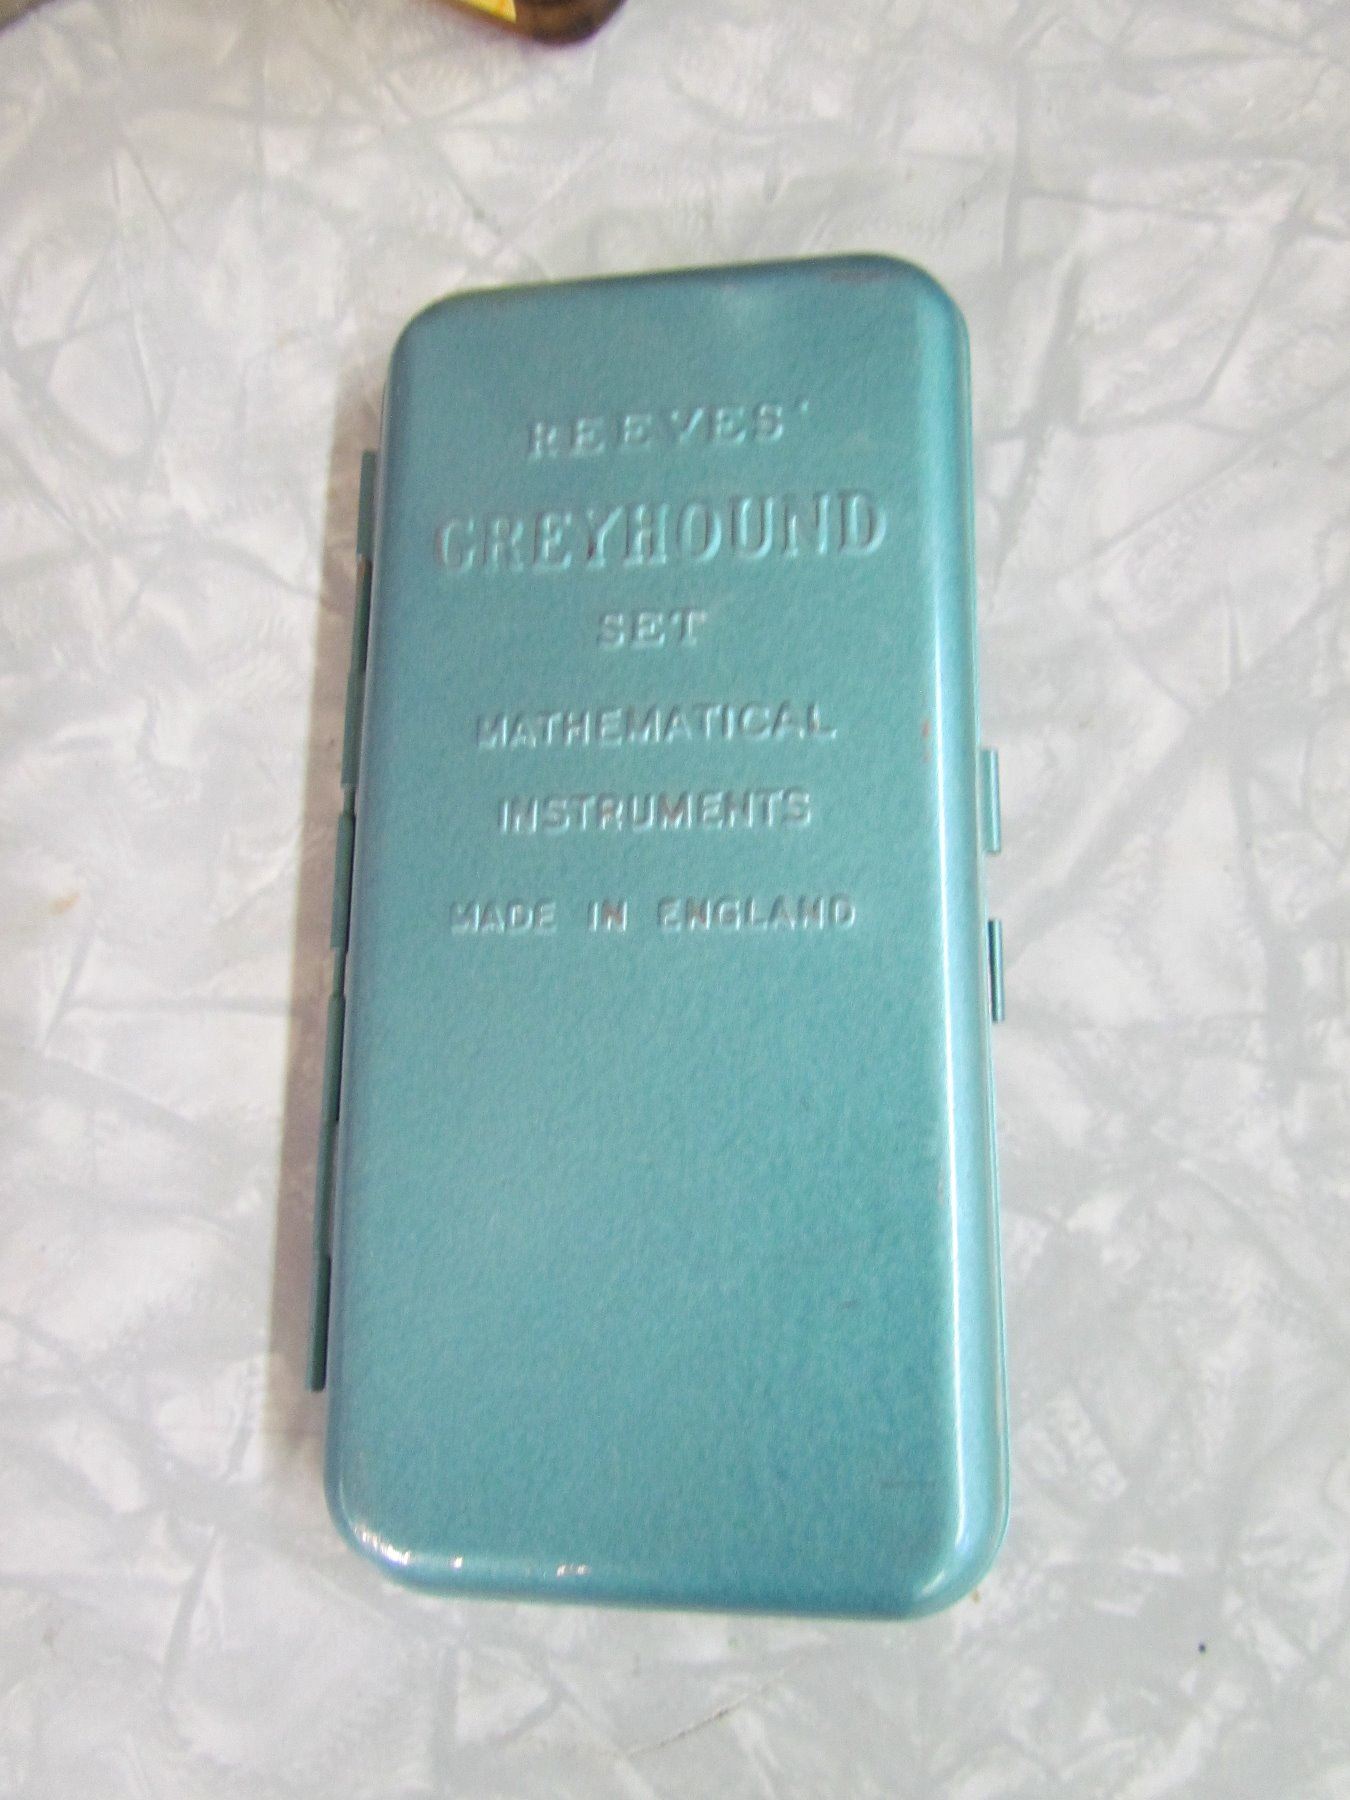 REEVES'
GREYHOUND
SET
MATHEMATICAL
INSTRUMENTS
MADE IN ENGLAND